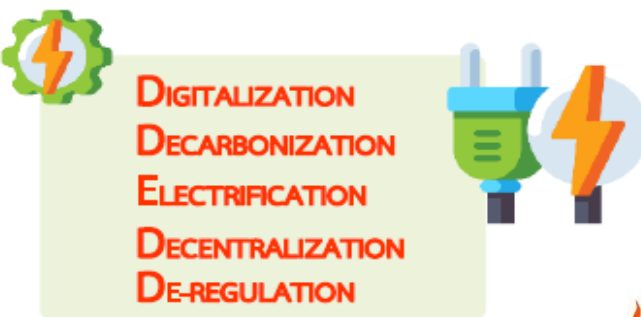 Digitalization
Decarbonization
Electrification
Decentralization
De-regulation